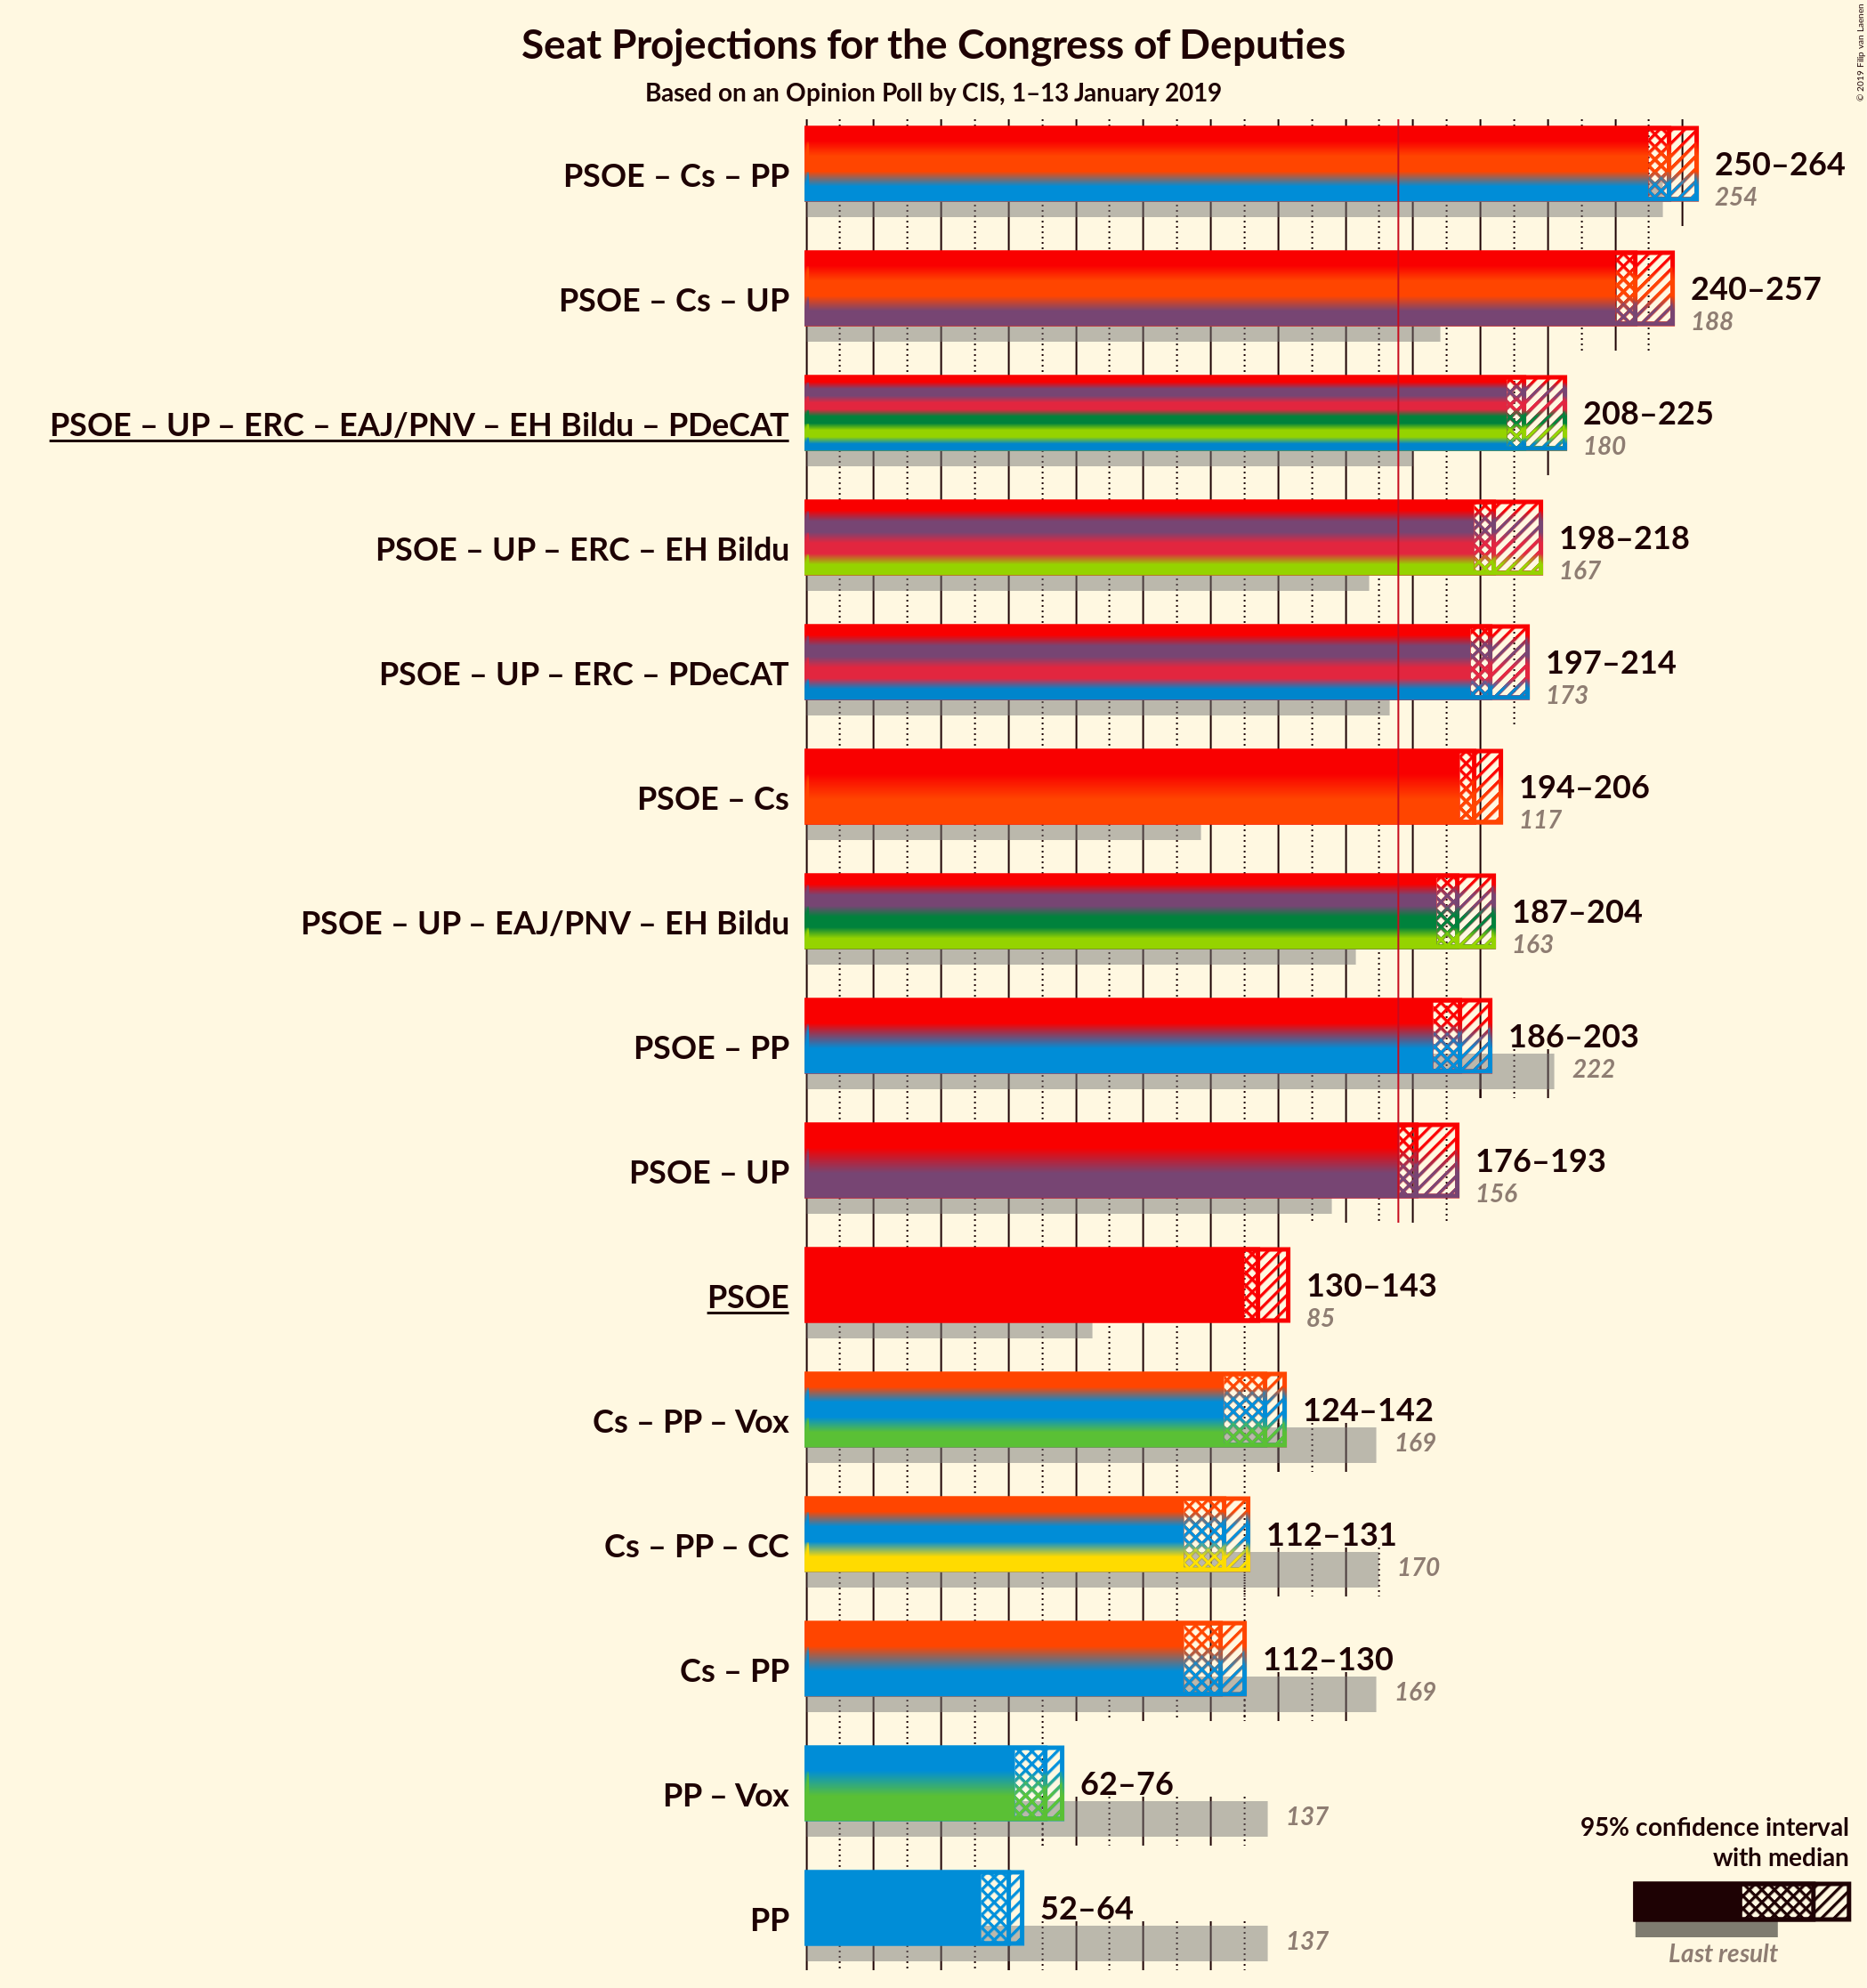 Seat Projections for the Congress of Deputies
Based on an Opinion Poll by CIS, 1–13 January 2019
© 2019 Filip van Laenen
PSOE – Cs – PP
250–264
254
PSOE – Cs – UP
240–257
188
PSOE – UP – ERC – EAJ/PNV – EH Bildu – PDeCAT
208–225
180
PSOE – UP – ERC – EH Bildu
198–218
167
PSOE – UP – ERC – PDeCAT
197–214
173
PSOE – Cs
194–206
117
PSOE – UP – EAJ/PNV – EH Bildu
187–204
163
PSOE – PP
186–203
222
PSOE – UP
176–193
156
PSOE
130–143
85
Cs – PP – Vox
124–142
169
Cs – PP – CC
112–131
170
Cs – PP
112–130
169
PP – Vox
62–76
137
PP
52–64
137
95% confidence interval
with median
Last result